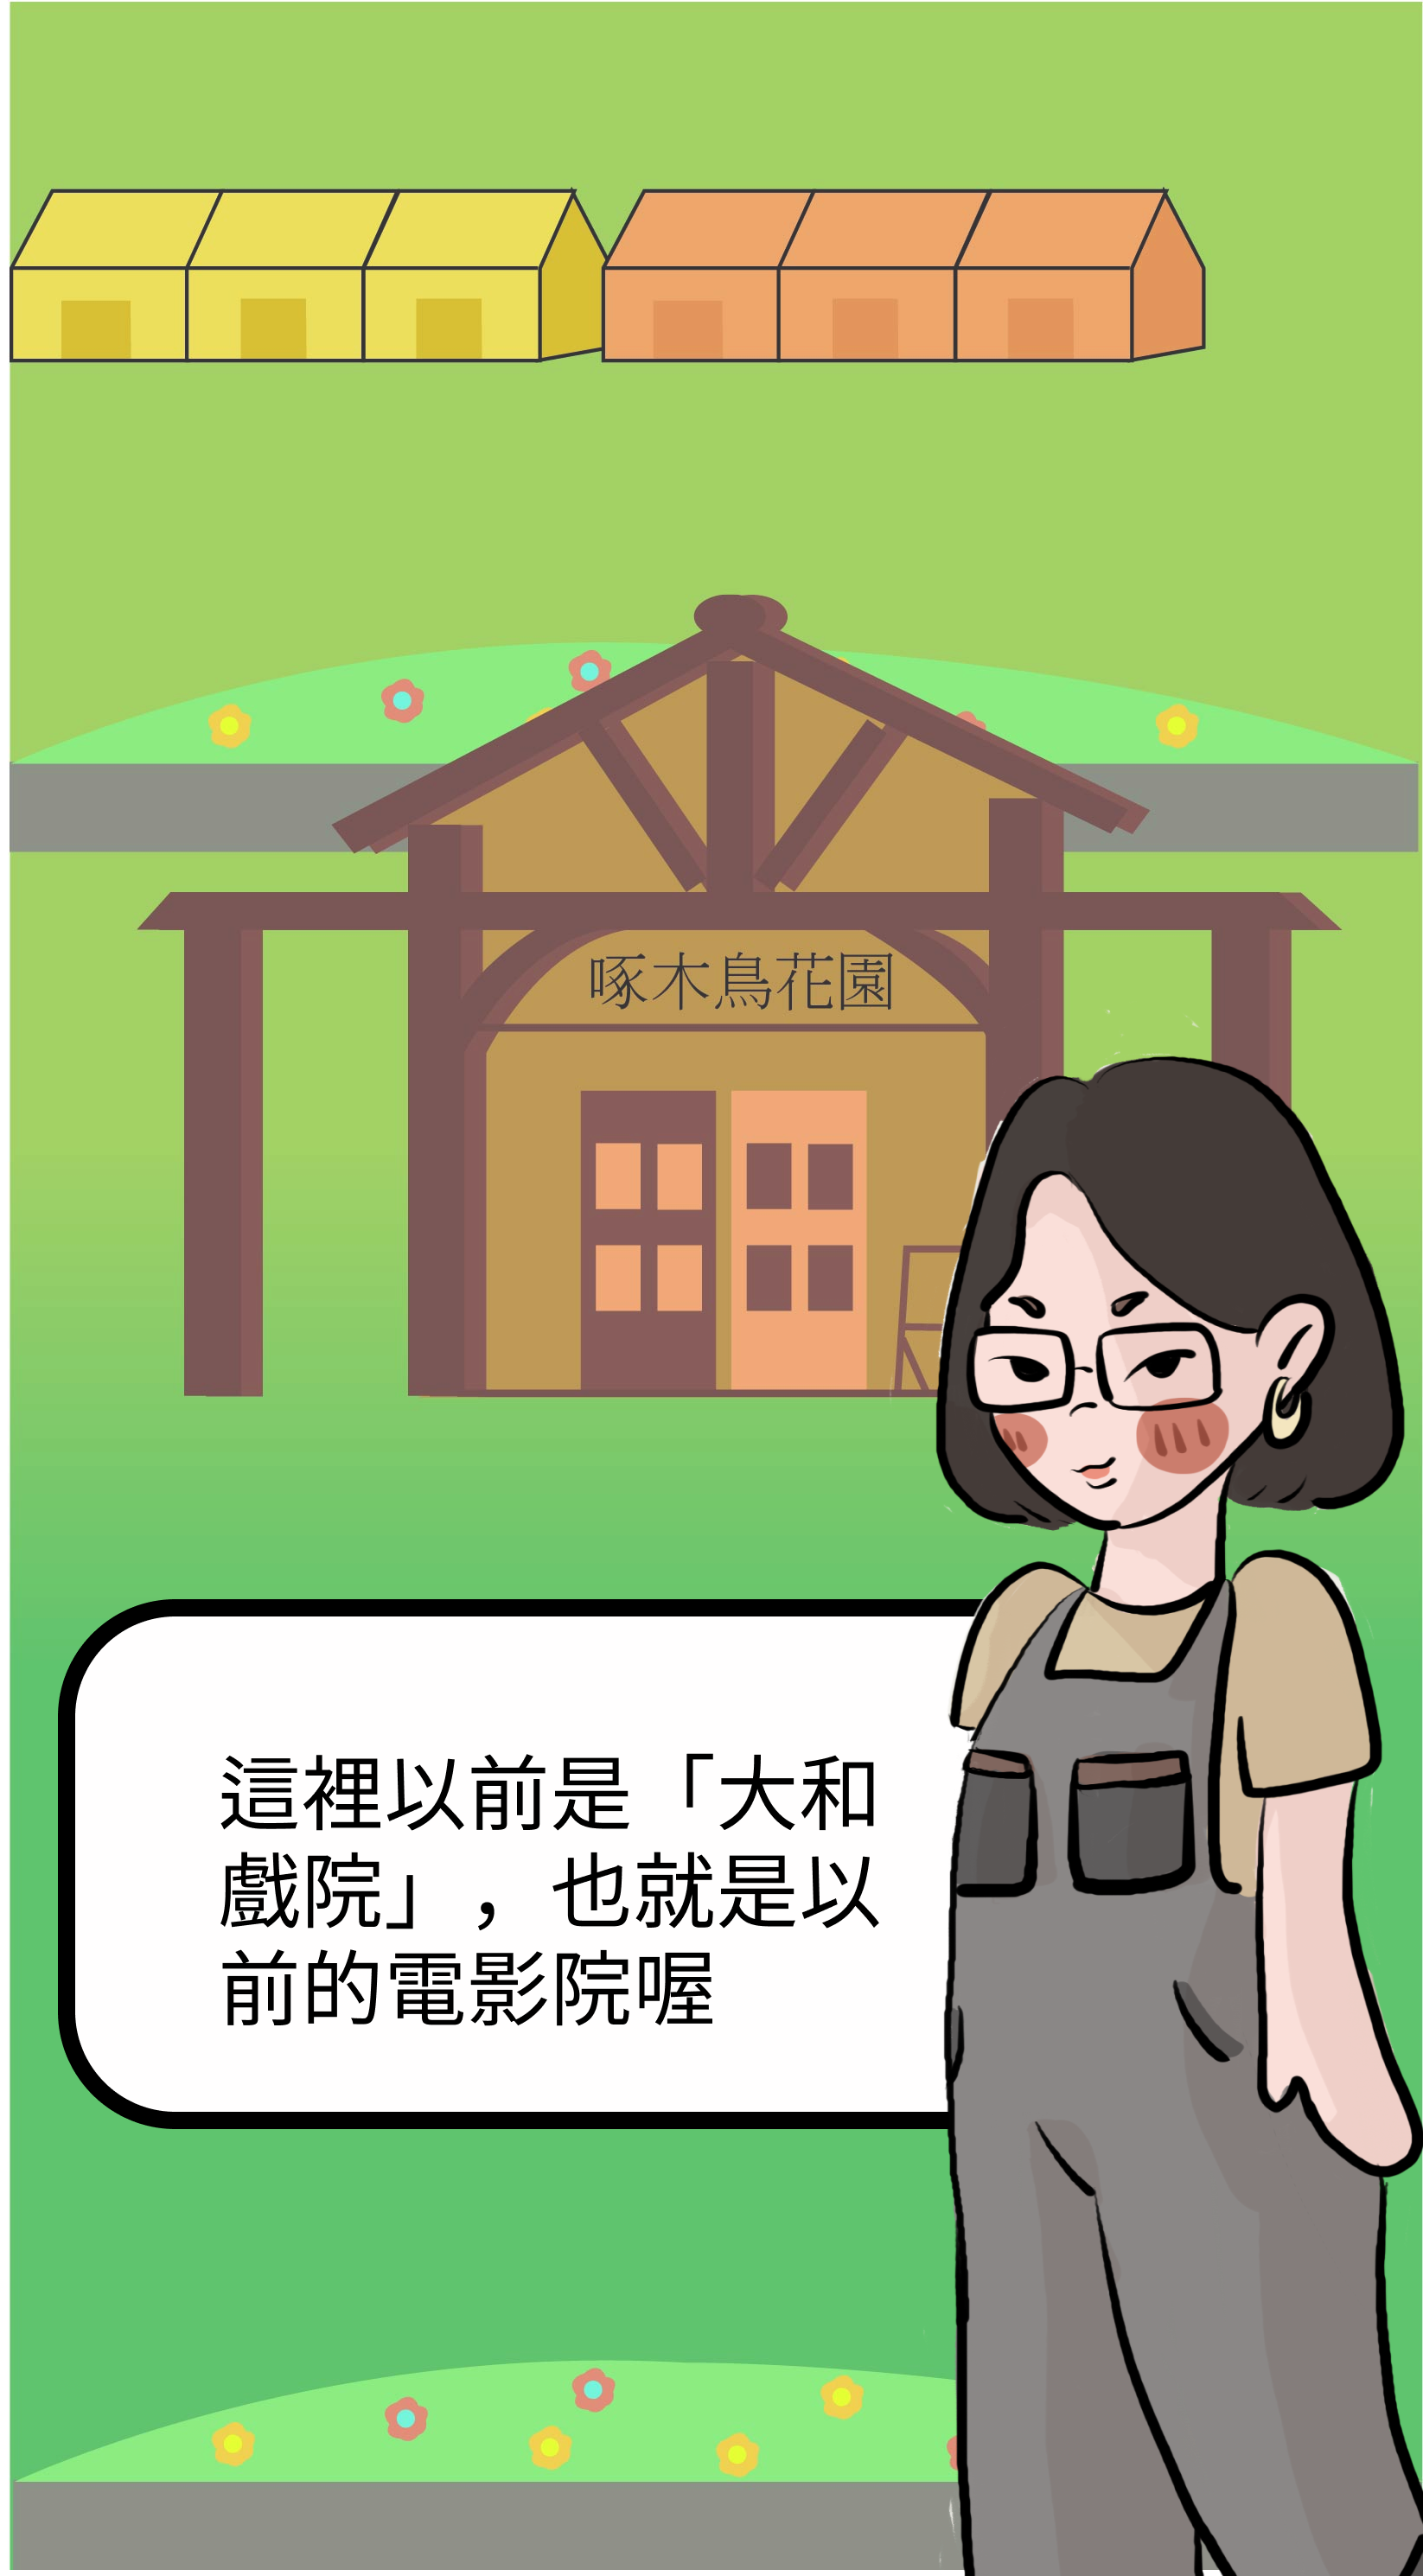 啄木鳥花園
這裡以前是「大和
戲院」，也就是以
前的電影院喔